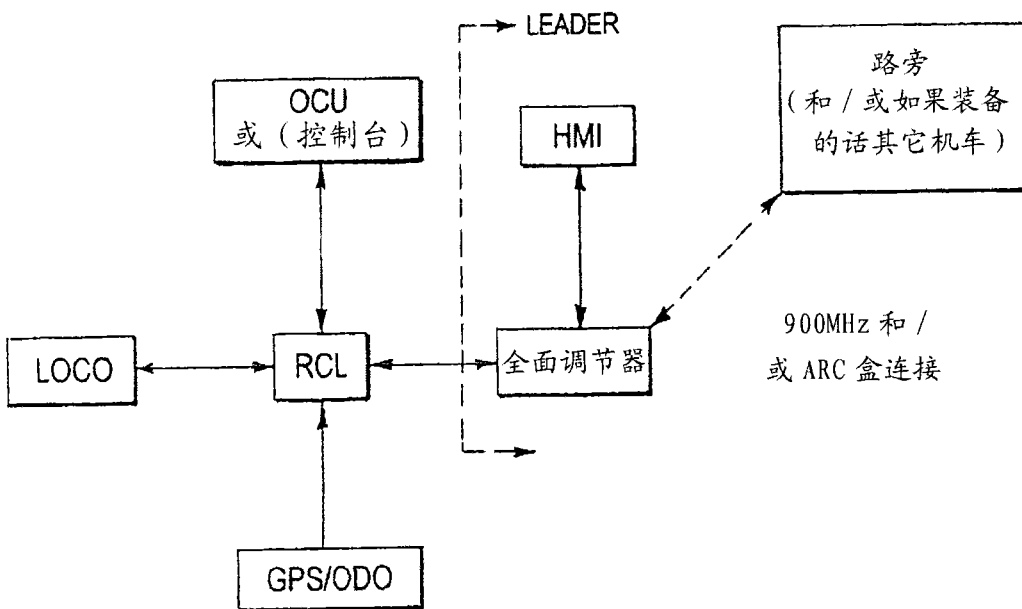 LEADER
OCU
或（控制台）
HMI
路旁
（和/或如果装备
的话其它机车）
LOCO
RCL
全面调节器
900MHz 和/
或 ARC 盒连接
GPS/ODO